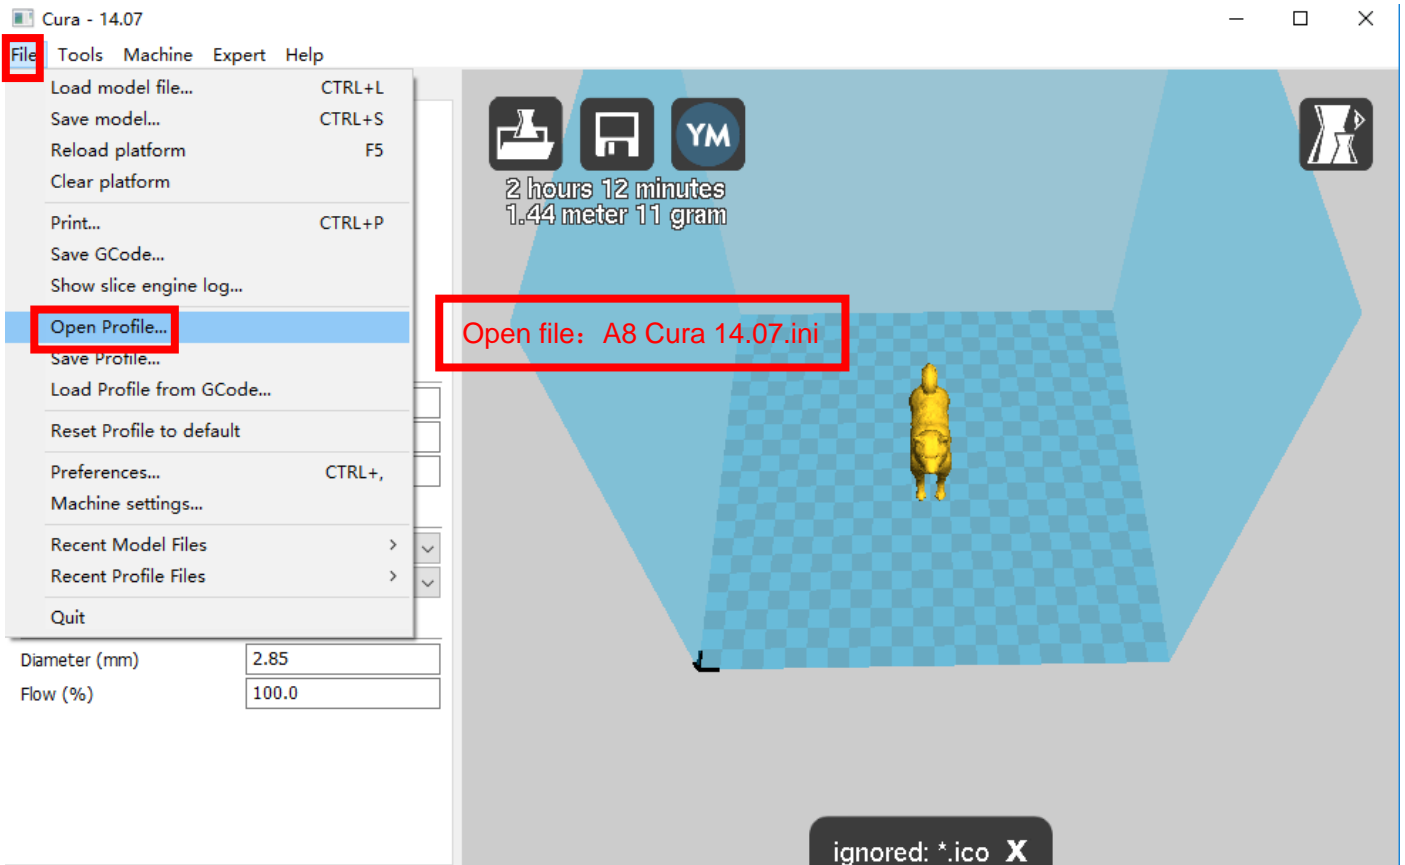 Cura - 14.07
File Tools Machine Expert Help
Load model file... CTRL+L
Save model... CTRL+S
Reload platform F5
Clear platform
Print... CTRL+P
Save GCode...
Show slice engine log...
Open Profile...
Save Profile...
Load Profile from GCode...
Reset Profile to default
Preferences... CTRL+,
Machine settings...
Recent Model Files
Recent Profile Files
Quit
Diameter (mm) 2.85
Flow (%) 100.0
YM
2 hours 12 minutes
1.44 meter 11 gram
Open file：A8 Cura 14.07.ini
ignored: *.ico X